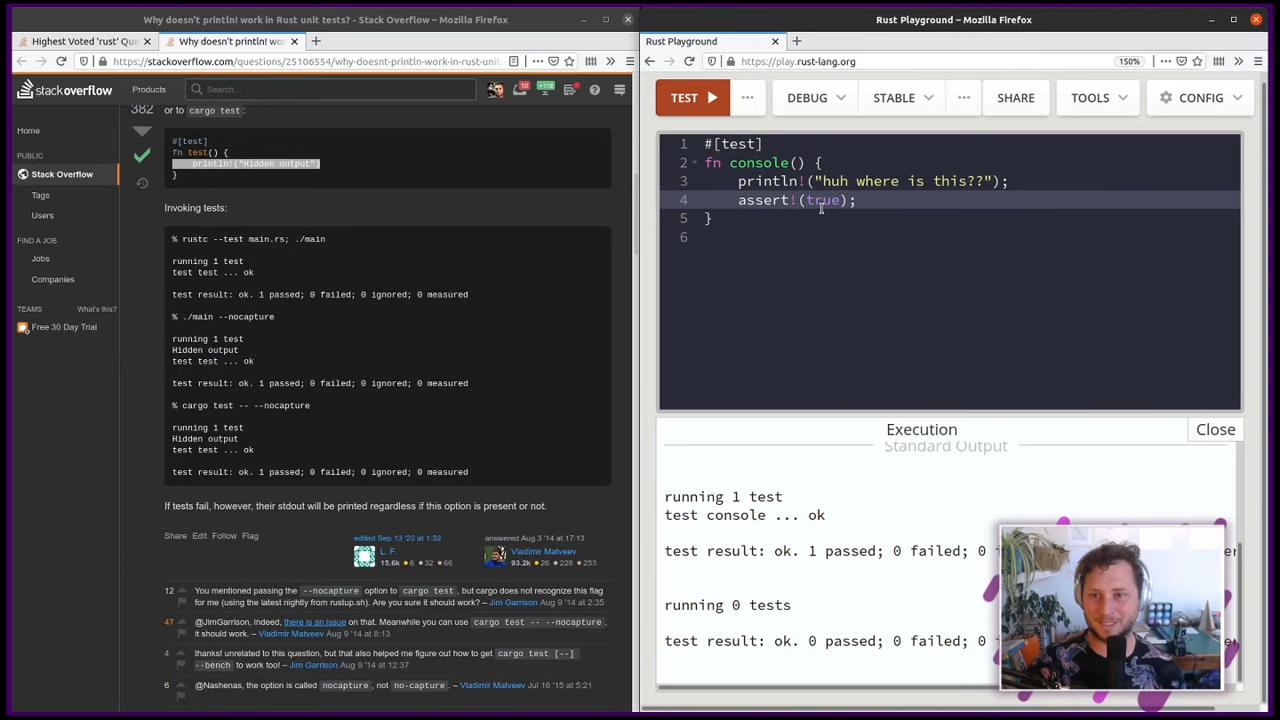 Why doesn't println! work in Rust unit tests? - Stack Overflow – Mozilla Firefox
Highest Voted 'rust' Que
Why doesn't println! wo
https://stackoverflow.com/questions/25106554/why-doesnt-println-work-in-rust-unit-
stackoverflow
Products
Search...
10
+118
Home
PUBLIC
Stack Overflow
Tags
Users
FIND A JOB
Jobs
Companies
TEAMS
What's this?
Free 30 Day Trial
382
or to cargo test:
#[test]
fn test() {
println!("Hidden output")
}
Invoking tests:
% rustc --test main.rs; ./main
running 1 test
test test ... ok
test result: ok. 1 passed; 0 failed; 0 ignored; 0 measured
% ./main --nocapture
running 1 test
Hidden output
test test ... ok
test result: ok. 1 passed; 0 failed; 0 ignored; 0 measured
% cargo test -- --nocapture
running 1 test
Hidden output
test test ... ok
test result: ok. 1 passed; 0 failed; 0 ignored; 0 measured
If tests fail, however, their stdout will be printed regardless if this option is present or not.
Share Edit Follow Flag
edited Sep 13 '20 at 1:32
L. F.
15.6k 6 32 66
answered Aug 3 '14 at 17:13
Vladimir Matveev
93.2k 26 228 253
12 You mentioned passing the --nocapture option to cargo test, but cargo does not recognize this flag
for me (using the latest nightly from rustup.sh). Are you sure it should work? – Jim Garrison Aug 9 '14 at 2:35
47 @JimGarrison, indeed, there is an issue on that. Meanwhile you can use cargo test -- --nocapture,
it should work. – Vladimir Matveev Aug 9 '14 at 8:13
4 thanks! unrelated to this question, but that also helped me figure out how to get cargo test [--]
--bench to work too! – Jim Garrison Aug 9 '14 at 12:37
6 @Nashenas, the option is called nocapture, not no-capture. – Vladimir Matveev Jul 16 '15 at 5:21
Rust Playground – Mozilla Firefox
Rust Playground
https://play.rust-lang.org
150%
TEST
DEBUG
STABLE
SHARE
TOOLS
CONFIG
1 #[test]
2 fn console() {
3 println!("huh where is this??");
4 assert!(true);
5 }
6
Execution
Close
Standard Output
running 1 test
test console ... ok
test result: ok. 1 passed; 0 failed; 0 i
running 0 tests
test result: ok. 0 passed; 0 failed; 0 i